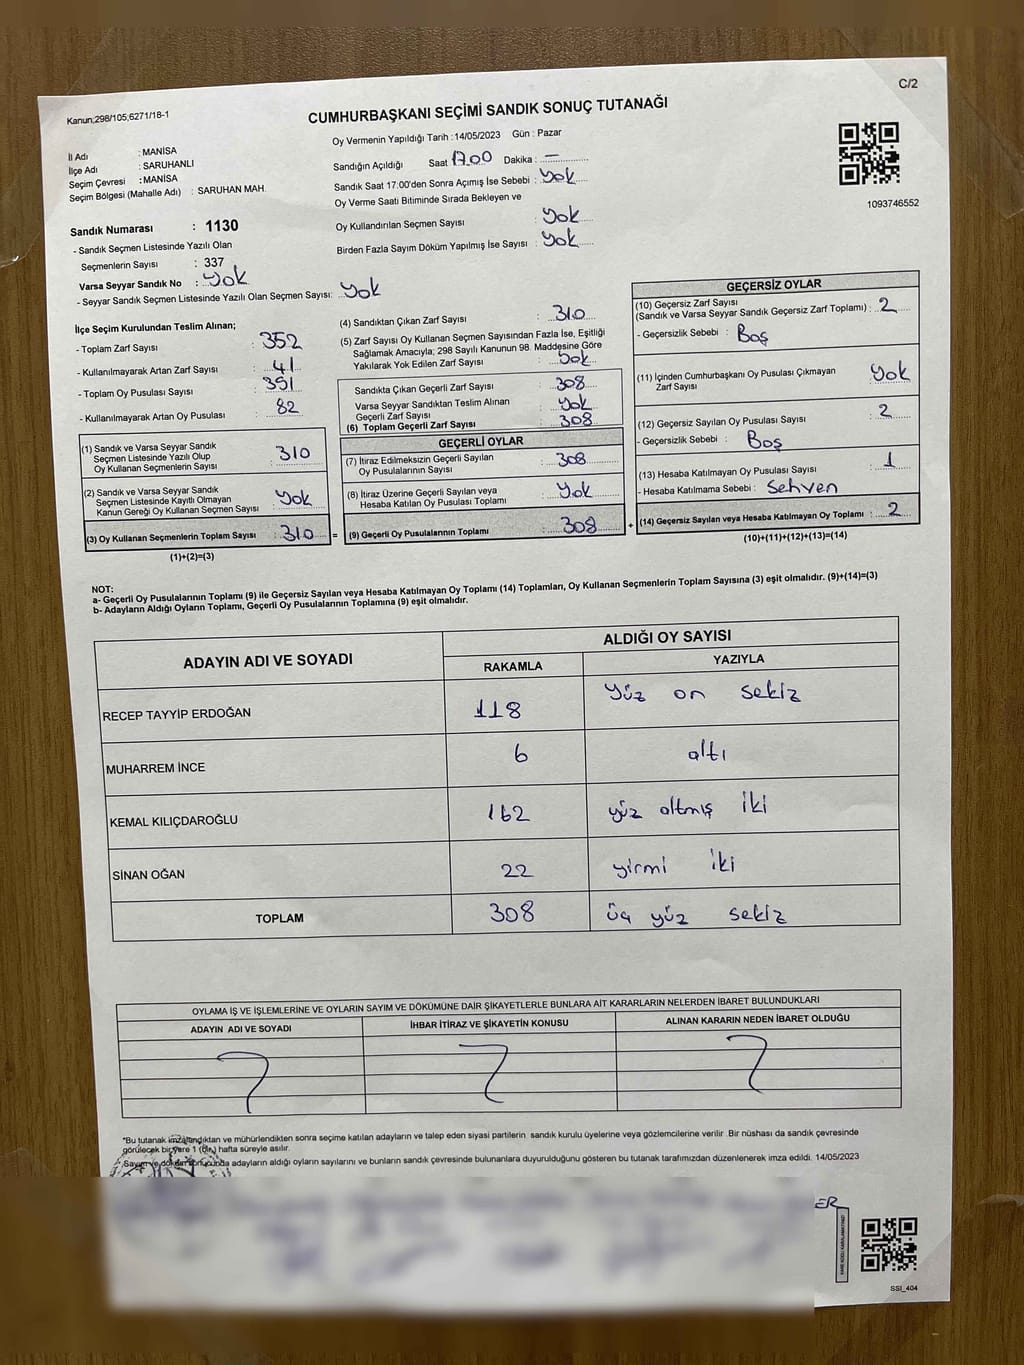 C/2
Kanun;298/105;6271/18-1
CUMHURBAŞKANI SEÇİMİ SANDIK SONUÇ TUTANAĞI
Oy Vermenin Yapıldığı Tarih :14/05/2023 Gün : Pazar
İl Adı : MANİSA
İlçe Adı : SARUHANLI
Seçim Çevresi : MANİSA
Seçim Bölgesi (Mahalle Adı) : SARUHAN MAH.
Sandığın Açıldığı Saat 17.00 Dakika : —
Sandık Saat 17:00'den Sonra Açımış İse Sebebi : Yok
Oy Verme Saati Bitiminde Sırada Bekleyen ve
Oy Kullandırılan Seçmen Sayısı Yok
Birden Fazla Sayım Döküm Yapılmış İse Sayısı : Yok
1093746552
Sandık Numarası : 1130
- Sandık Seçmen Listesinde Yazılı Olan
Seçmenlerin Sayısı : 337
Varsa Seyyar Sandık No : Yok
- Seyyar Sandık Seçmen Listesinde Yazılı Olan Seçmen Sayısı: Yok
İlçe Seçim Kurulundan Teslim Alınan;
- Toplam Zarf Sayısı : 352
- Kullanılmayarak Artan Zarf Sayısı : 41
- Toplam Oy Pusulası Sayısı : 391
- Kullanılmayarak Artan Oy Pusulası : 82
(1) Sandık ve Varsa Seyyar Sandık
Seçmen Listesinde Yazılı Olup
Oy Kullanan Seçmenlerin Sayısı : 310
(2) Sandık ve Varsa Seyyar Sandık
Seçmen Listesinde Kayıtlı Olmayan
Kanun Gereği Oy Kullanan Seçmen Sayısı : Yok
(3) Oy Kullanan Seçmenlerin Toplam Sayısı : 310 =
(1)+(2)=(3)
(4) Sandıktan Çıkan Zarf Sayısı : 310
(5) Zarf Sayısı Oy Kullanan Seçmen Sayısından Fazla İse, Eşitliği
Sağlamak Amacıyla; 298 Sayılı Kanunun 98. Maddesine Göre
Yakılarak Yok Edilen Zarf Sayısı : Yok
Sandıkta Çıkan Geçerli Zarf Sayısı : 308
Varsa Seyyar Sandıktan Teslim Alınan
Geçerli Zarf Sayısı : Yok
(6) Toplam Geçerli Zarf Sayısı : 308
GEÇERLİ OYLAR
(7) İtiraz Edilmeksizin Geçerli Sayılan
Oy Pusulalarının Sayısı : 308
(8) İtiraz Üzerine Geçerli Sayılan veya
Hesaba Katılan Oy Pusulası Toplamı : Yok
(9) Geçerli Oy Pusulalarının Toplamı : 308 +
GEÇERSİZ OYLAR
(10) Geçersiz Zarf Sayısı
(Sandık ve Varsa Seyyar Sandık Geçersiz Zarf Toplamı) : 2
- Geçersizlik Sebebi : Boş
(11) İçinden Cumhurbaşkanı Oy Pusulası Çıkmayan
Zarf Sayısı : Yok
(12) Geçersiz Sayılan Oy Pusulası Sayısı : 2
- Geçersizlik Sebebi : Boş
(13) Hesaba Katılmayan Oy Pusulası Sayısı : 1
- Hesaba Katılmama Sebebi : Sehven
(14) Geçersiz Sayılan veya Hesaba Katılmayan Oy Toplamı : 2
(10)+(11)+(12)+(13)=(14)
NOT:
a- Geçerli Oy Pusulalarının Toplamı (9) ile Geçersiz Sayılan veya Hesaba Katılmayan Oy Toplamı (14) Toplamları, Oy Kullanan Seçmenlerin Toplam Sayısına (3) eşit olmalıdır. (9)+(14)=(3)
b- Adayların Aldığı Oyların Toplamı, Geçerli Oy Pusulalarının Toplamına (9) eşit olmalıdır.
ADAYIN ADI VE SOYADI ALDIĞI OY SAYISI
RAKAMLA YAZIYLA
RECEP TAYYİP ERDOĞAN 118 Yüz on sekiz
MUHARREM İNCE 6 altı
KEMAL KILIÇDAROĞLU 162 yüz altmış iki
SİNAN OĞAN 22 yirmi iki
TOPLAM 308 üç yüz sekiz
OYLAMA İŞ VE İŞLEMLERİNE VE OYLARIN SAYIM VE DÖKÜMÜNE DAİR ŞİKAYETLERLE BUNLARA AİT KARARLARIN NELERDEN İBARET BULUNDUKLARI
ADAYIN ADI VE SOYADI İHBAR İTİRAZ VE ŞİKAYETİN KONUSU ALINAN KARARIN NEDEN İBARET OLDUĞU
"Bu tutanak imzalandıktan ve mühürlendikten sonra seçime katılan adayların ve talep eden siyasi partilerin sandık kurulu üyelerine veya gözlemcilerine verilir .Bir nüshası da sandık çevresinde
görülecek bir yere 1 (Bir) hafta süreyle asılır.
Sayım ve döküm sonucunda adayların aldığı oyların sayılarını ve bunların sandık çevresinde bulunanlara duyurulduğunu gösteren bu tutanak tarafımızdan düzenlenerek imza edildi. 14/05/2023
ER
SSI_404